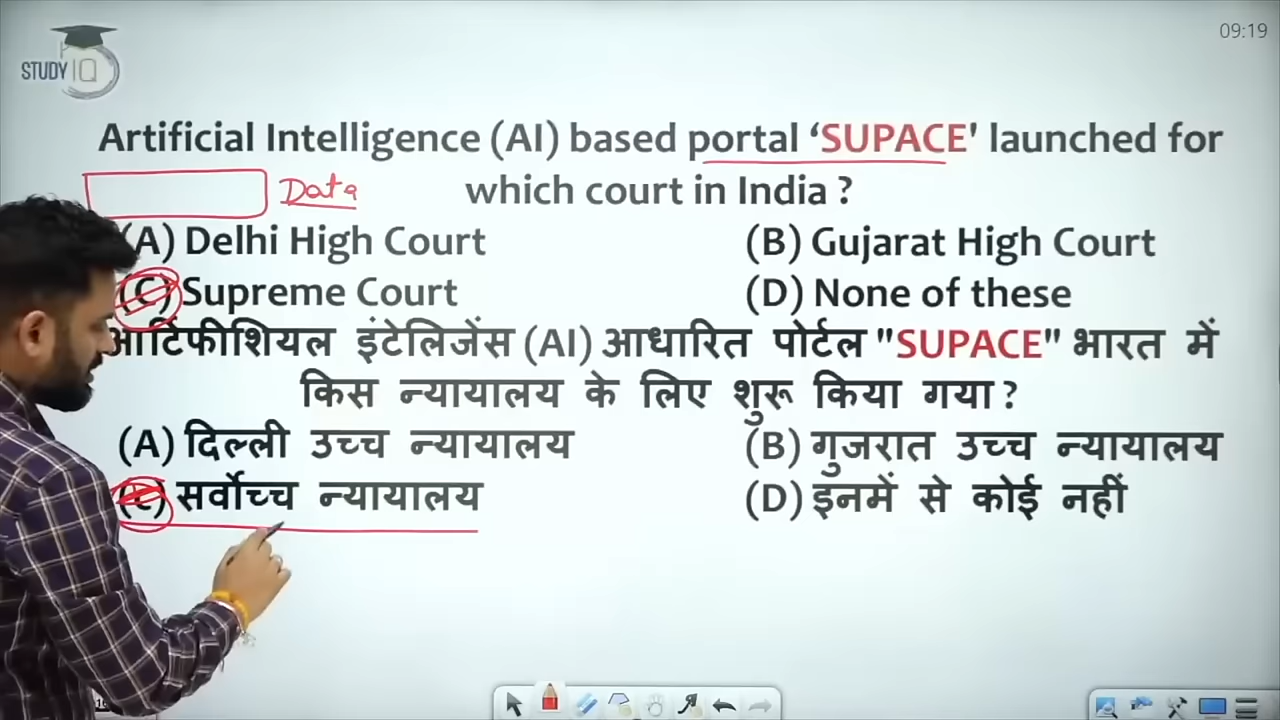 09:19
STUDY IQ
Artificial Intelligence (AI) based portal ‘SUPACE' launched for
Data which court in India ?
(A) Delhi High Court (B) Gujarat High Court
(C) Supreme Court (D) None of these
आर्टिफीशियल इंटेलिजेंस (AI) आधारित पोर्टल "SUPACE" भारत में
किस न्यायालय के लिए शुरू किया गया ?
(A) दिल्ली उच्च न्यायालय (B) गुजरात उच्च न्यायालय
(C) सर्वोच्च न्यायालय (D) इनमें से कोई नहीं